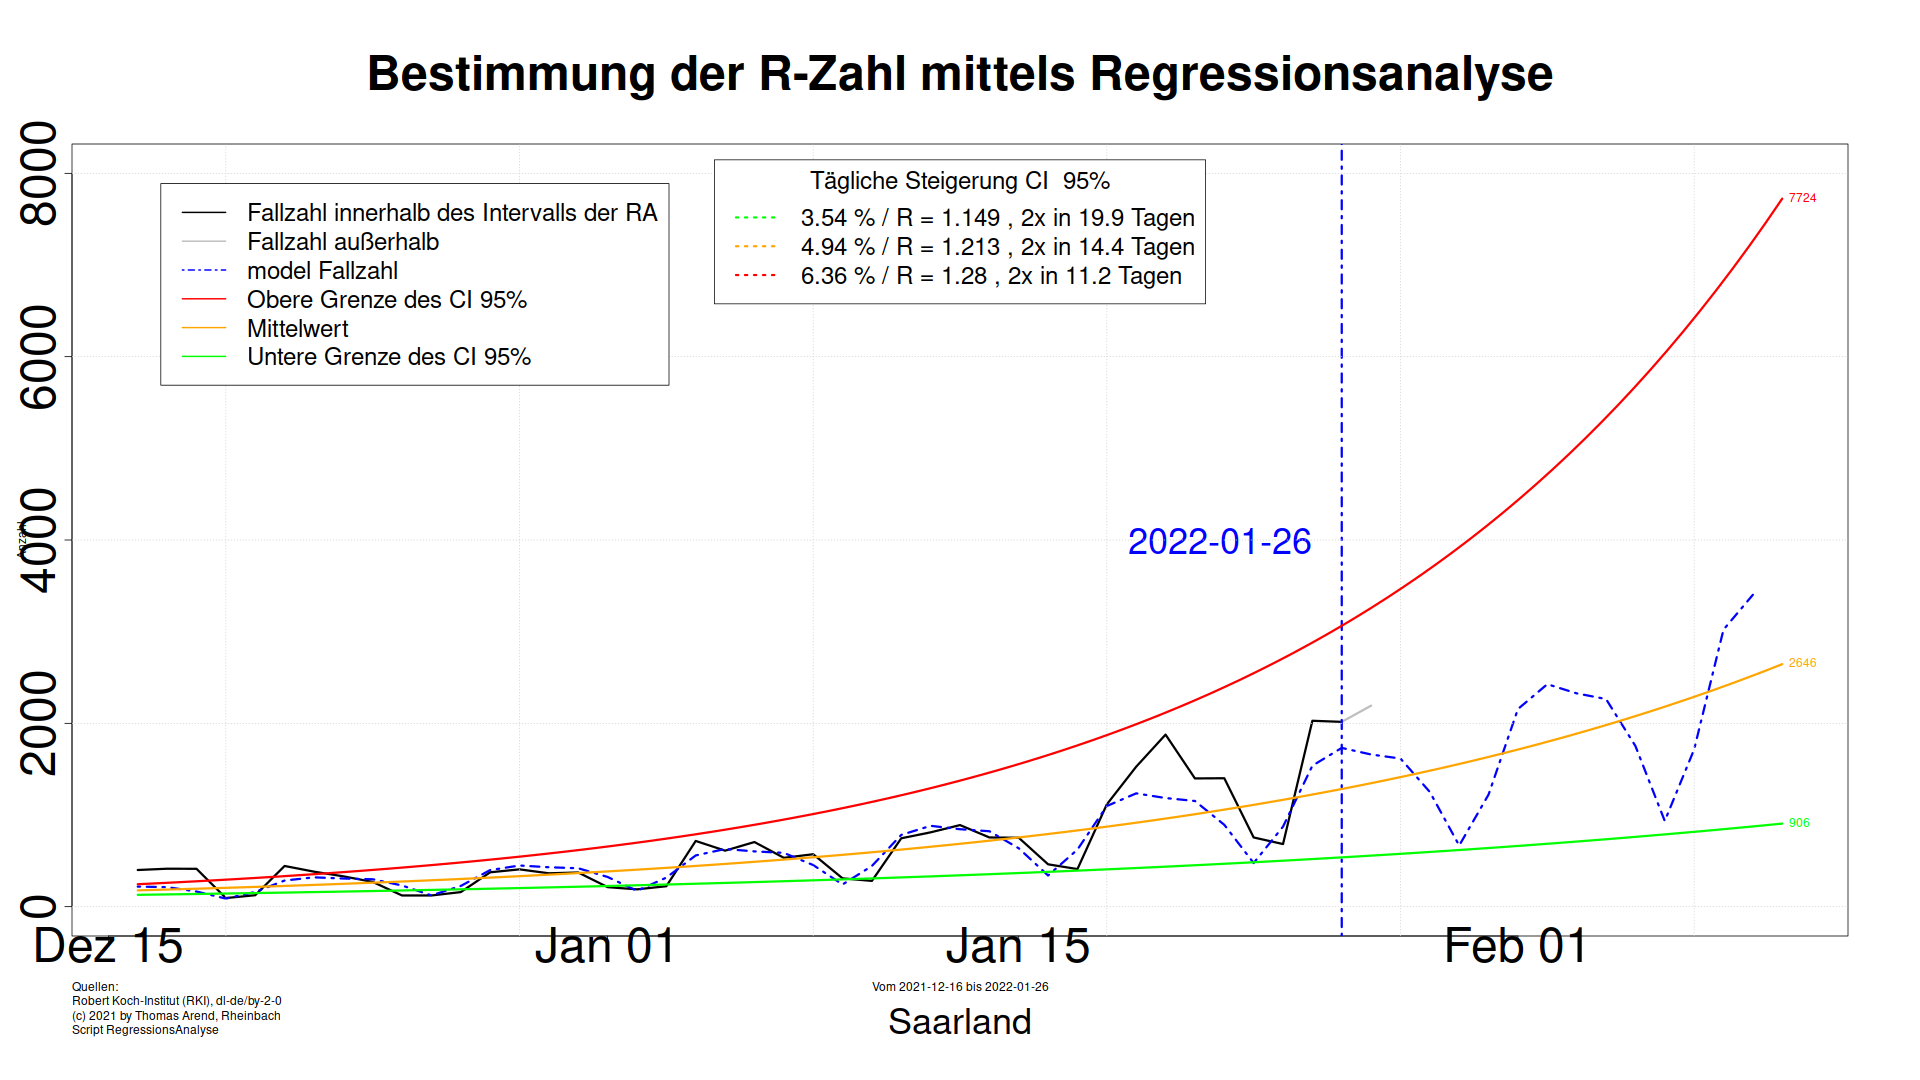 Bestimmung der R-Zahl mittels Regressionsanalyse
8000
6000
4000
2000
0
Anzahl
Fallzahl innerhalb des Intervalls der RA
Fallzahl außerhalb
model Fallzahl
Obere Grenze des CI 95%
Mittelwert
Untere Grenze des CI 95%
Tägliche Steigerung CI 95%
3.54 % / R = 1.149 , 2x in 19.9 Tagen
4.94 % / R = 1.213 , 2x in 14.4 Tagen
6.36 % / R = 1.28 , 2x in 11.2 Tagen
7724
2022-01-26
2646
906
Dez 15 Jan 01 Jan 15 Feb 01
Quellen:
Robert Koch-Institut (RKI), dl-de/by-2-0
(c) 2021 by Thomas Arend, Rheinbach
Script RegressionsAnalyse
Vom 2021-12-16 bis 2022-01-26
Saarland